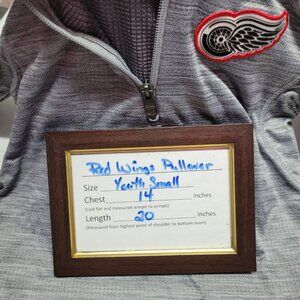 Red Wings Pullover
Size Youth Small
Chest 14 inches
(Laid flat and measured armpit to armpit)
Length 20 inches
(Measured from highest point of shoulder to bottom seam)